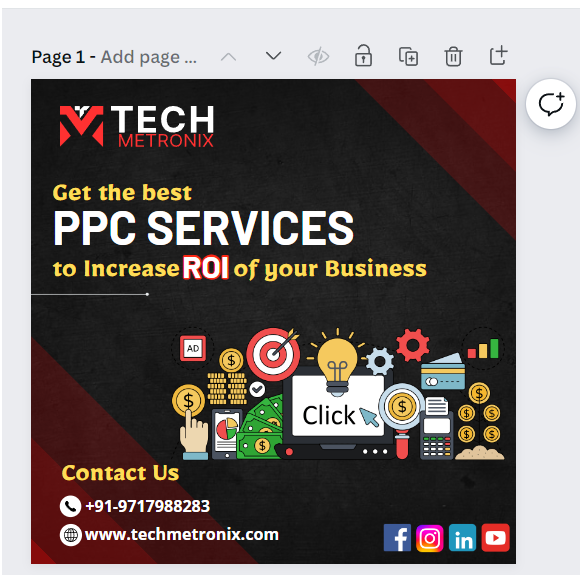 Page 1 - Add page ...
TECH
METRONIX
Get the best
PPC SERVICES
to Increase ROI of your Business
AD
$
$
Click
$
$
$
$
$
$
$
$
Contact Us
+91-9717988283
www.techmetronix.com
f
in